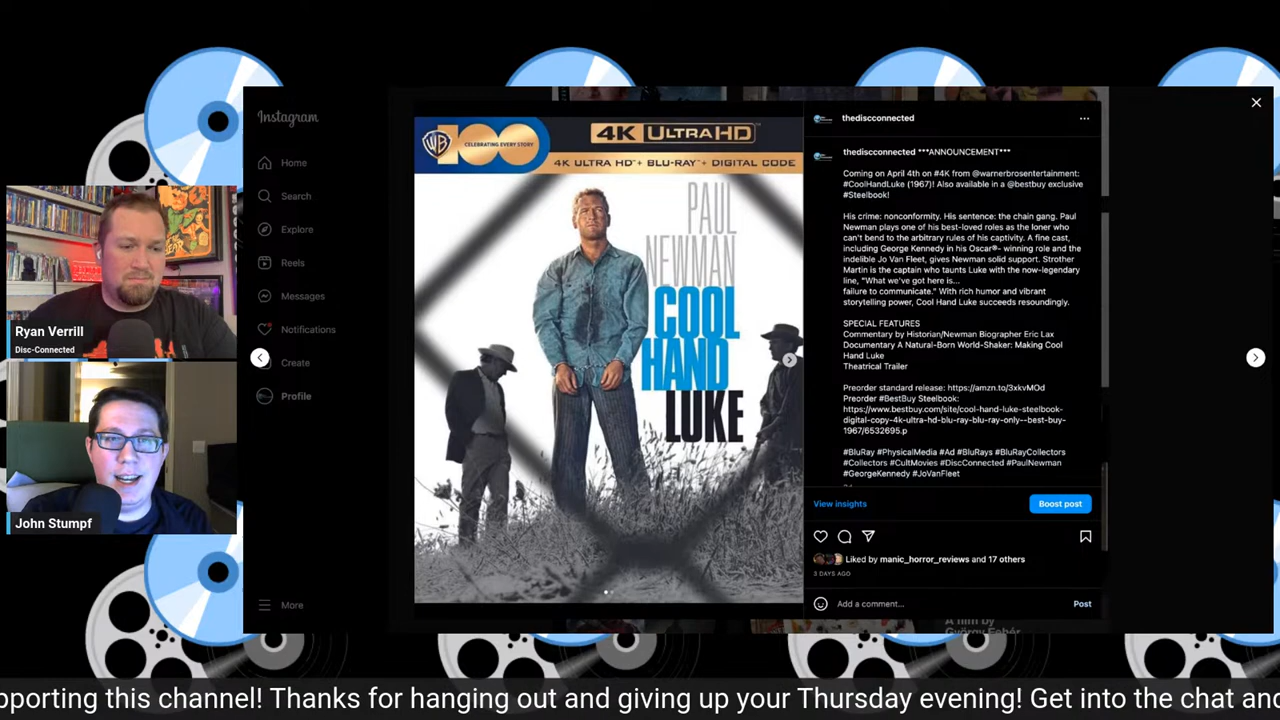 Instagram
Home
Search
Explore
Reels
Messages
Notifications
Create
Profile
More
Ryan Verrill
Disc-Connected
John Stumpf
WB
100
CELEBRATING EVERY STORY
4K ULTRA HD
4K ULTRA HD + BLU-RAY + DIGITAL CODE
PAUL
NEWMAN
COOL
HAND
LUKE
thediscconnected
thediscconnected ***ANNOUNCEMENT***
Coming on April 4th on #4K from @warnerbrosentertainment:
#CoolHandLuke (1967)! Also available in a @bestbuy exclusive
#Steelbook!
His crime: nonconformity. His sentence: the chain gang. Paul
Newman plays one of his best-loved roles as the loner who
can't bend to the arbitrary rules of his captivity. A fine cast,
including George Kennedy in his Oscar®- winning role and the
indelible Jo Van Fleet, gives Newman solid support. Strother
Martin is the captain who taunts Luke with the now-legendary
line, "What we've got here is...
failure to communicate." With rich humor and vibrant
storytelling power, Cool Hand Luke succeeds resoundingly.
SPECIAL FEATURES
Commentary by Historian/Newman Biographer Eric Lax
Documentary A Natural-Born World-Shaker: Making Cool
Hand Luke
Theatrical Trailer
Preorder standard release: https://amzn.to/3xkvMOd
Preorder #BestBuy Steelbook:
https://www.bestbuy.com/site/cool-hand-luke-steelbook-
digital-copy-4k-ultra-hd-blu-ray-blu-ray-only--best-buy-
1967/6532695.p
#BluRay #PhysicalMedia #Ad #BluRays #BluRayCollectors
#Collectors #CultMovies #DiscConnected #PaulNewman
#GeorgeKennedy #JoVanFleet
View insights
Boost post
Liked by manic_horror_reviews and 17 others
3 DAYS AGO
Add a comment...
Post
A film by
György Fehér
pporting this channel! Thanks for hanging out and giving up your Thursday evening! Get into the chat and